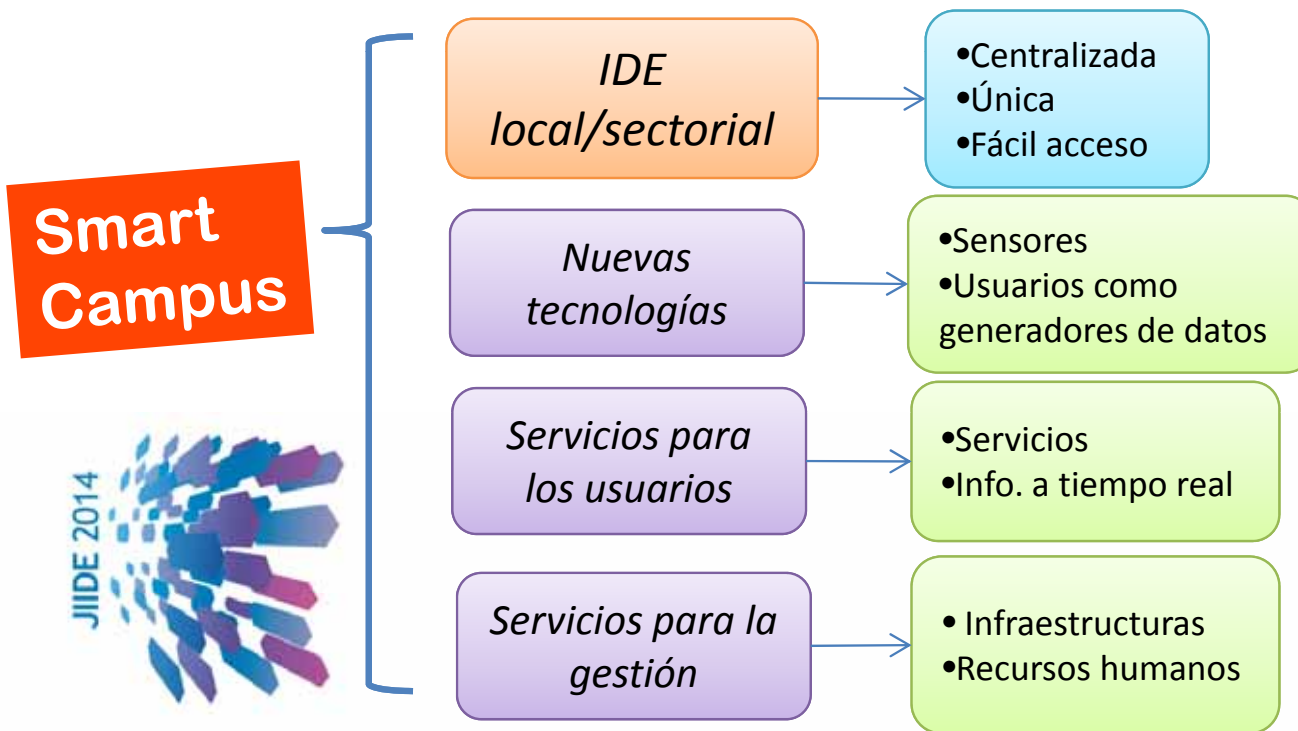 Smart
Campus
JIIDE 2014
IDE
local/sectorial
•Centralizada
•Única
•Fácil acceso
Nuevas
tecnologías
•Sensores
•Usuarios como
generadores de datos
Servicios para
los usuarios
•Servicios
•Info. a tiempo real
Servicios para la
gestión
• Infraestructuras
•Recursos humanos